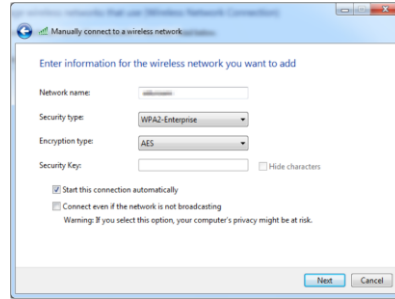 Manually connect to a wireless network
Enter information for the wireless network you want to add
Network name:
Security type: WPA2-Enterprise
Encryption type: AES
Security Key: Hide characters
Start this connection automatically
Connect even if the network is not broadcasting
Warning: If you select this option, your computer's privacy might be at risk.
Next Cancel